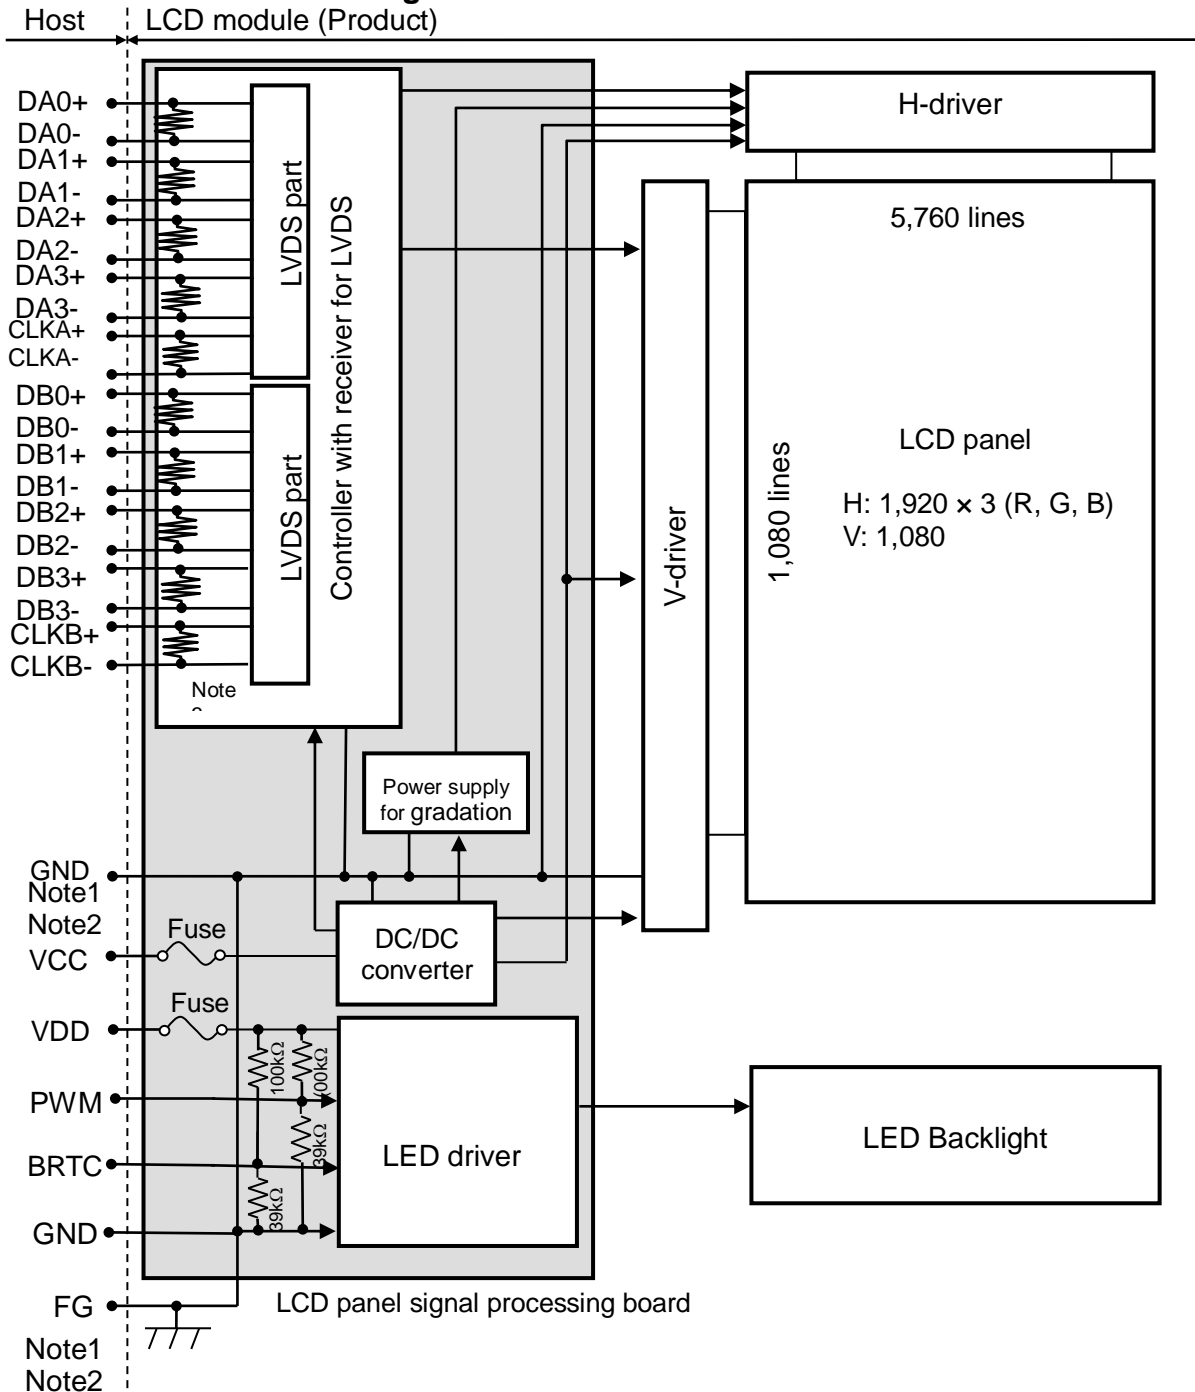 Host
LCD module (Product)
DA0+
DA0-
DA1+
DA1-
DA2+
DA2-
DA3+
DA3-
CLKA+
CLKA-
DB0+
DB0-
DB1+
DB1-
DB2+
DB2-
DB3+
DB3-
CLKB+
CLKB-
LVDS part
LVDS part
Controller with receiver for LVDS
Note
H-driver
5,760 lines
1,080 lines
V-driver
LCD panel
H: 1,920 × 3 (R, G, B)
V: 1,080
Power supply
for gradation
GND
Note1
Note2
VCC
Fuse
DC/DC
converter
VDD
Fuse
100kΩ
00kΩ
39kΩ
39kΩ
PWM
BRTC
GND
LED driver
LED Backlight
FG
Note1
Note2
LCD panel signal processing board